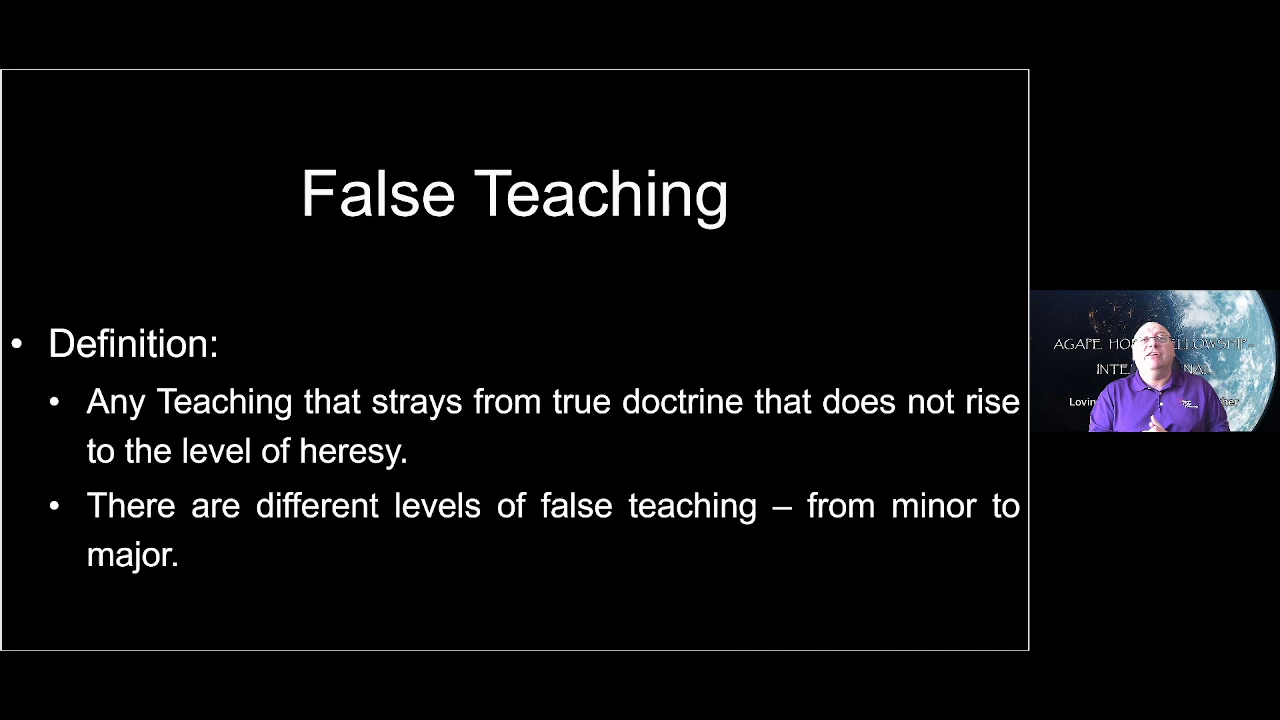 False Teaching
• Definition:
• Any Teaching that strays from true doctrine that does not rise
to the level of heresy.
• There are different levels of false teaching – from minor to
major.
AGAPE